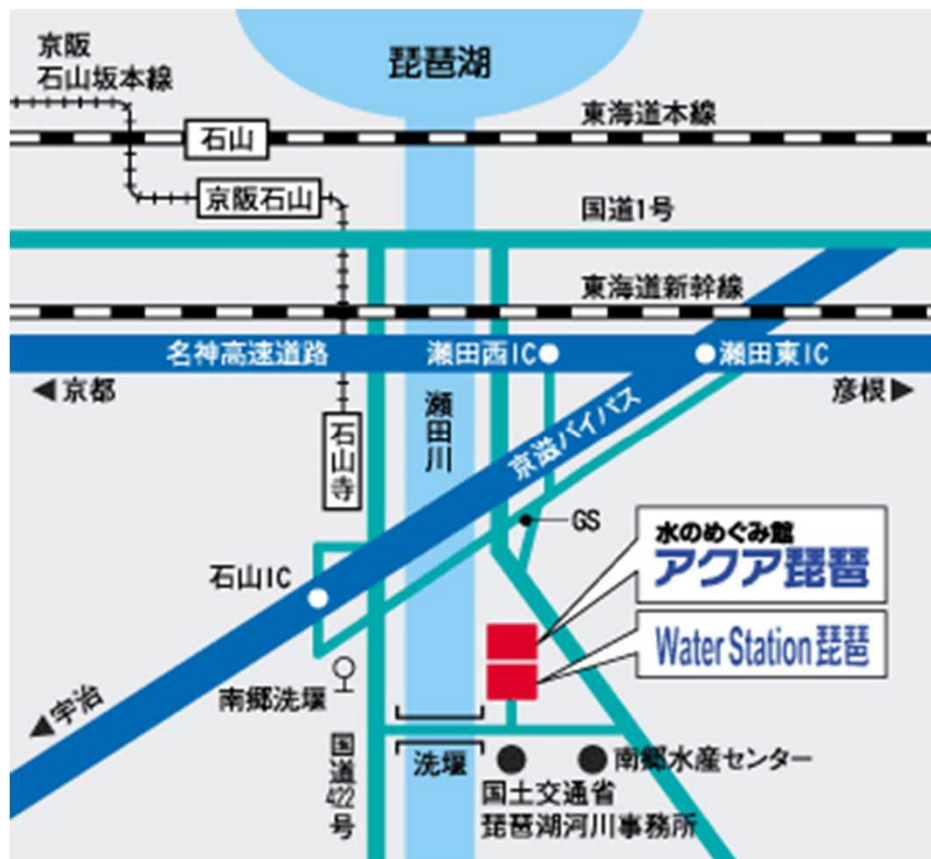 京阪
石山坂本線
琵琶湖
東海道本線
石山
京阪石山
国道1号
東海道新幹線
名神高速道路
瀬田西IC
瀬田東IC
京都
彦根
瀬田川
京滋バイパス
石山寺
GS
水のめぐみ館
アクア琵琶
石山IC
Water Station琵琶
南郷洗堰
宇治
国道422号
洗堰
南郷水産センター
国土交通省
琵琶湖河川事務所